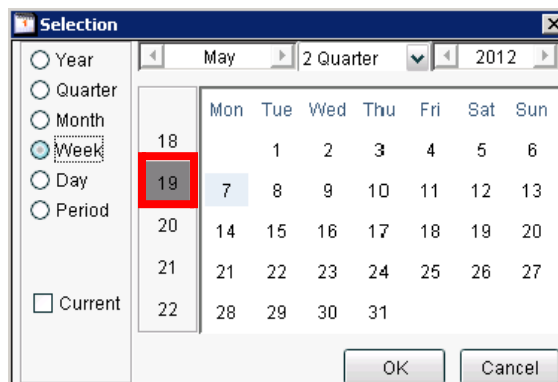 Selection
Year
Quarter
Month
Week
Day
Period
Current
May 2 Quarter 2012
Mon Tue Wed Thu Fri Sat Sun
18 1 2 3 4 5 6
19 7 8 9 10 11 12 13
20 14 15 16 17 18 19 20
21 21 22 23 24 25 26 27
22 28 29 30 31
OK Cancel